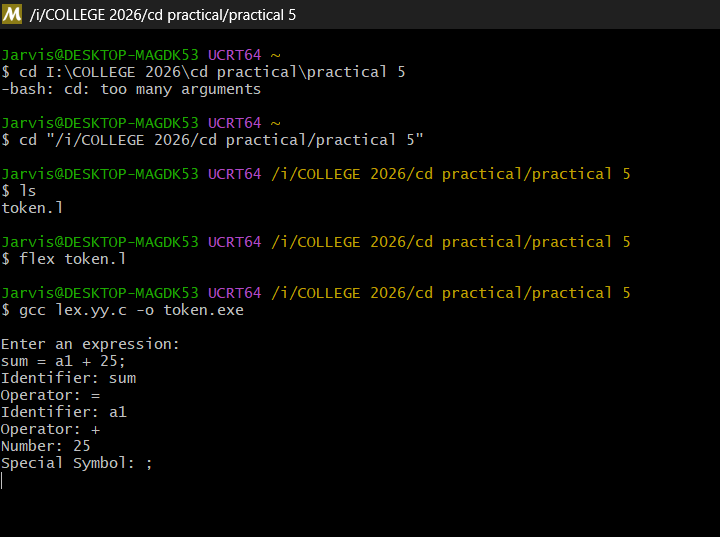 M /i/COLLEGE 2026/cd practical/practical 5
Jarvis@DESKTOP-MAGDK53 UCRT64 ~
$ cd I:\COLLEGE 2026\cd practical\practical 5
-bash: cd: too many arguments
Jarvis@DESKTOP-MAGDK53 UCRT64 ~
$ cd "/i/COLLEGE 2026/cd practical/practical 5"
Jarvis@DESKTOP-MAGDK53 UCRT64 /i/COLLEGE 2026/cd practical/practical 5
$ ls
token.l
Jarvis@DESKTOP-MAGDK53 UCRT64 /i/COLLEGE 2026/cd practical/practical 5
$ flex token.l
Jarvis@DESKTOP-MAGDK53 UCRT64 /i/COLLEGE 2026/cd practical/practical 5
$ gcc lex.yy.c -o token.exe
Enter an expression:
sum = a1 + 25;
Identifier: sum
Operator: =
Identifier: a1
Operator: +
Number: 25
Special Symbol: ;